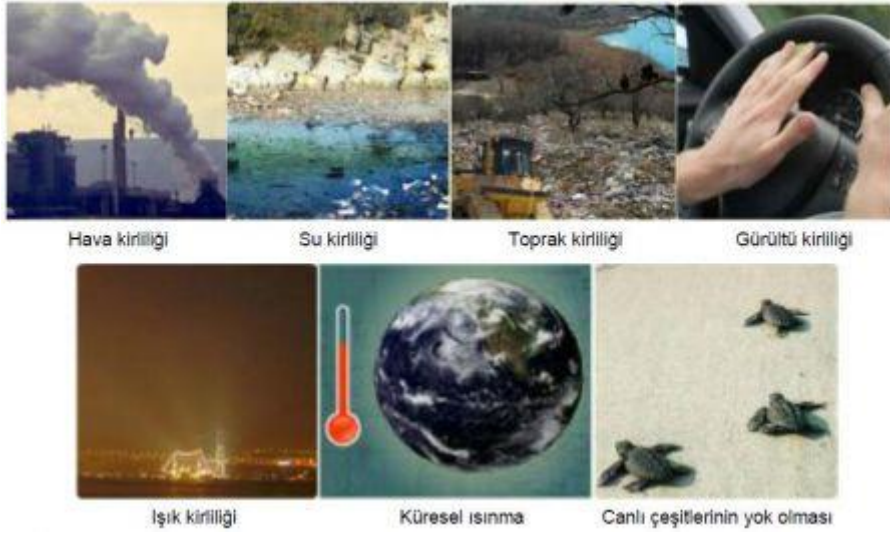 Hava kirliliği
Su kirliliği
Toprak kirliliği
Gürültü kirliliği
Işık kirliliği
Küresel ısınma
Canlı çeşitlerinin yok olması